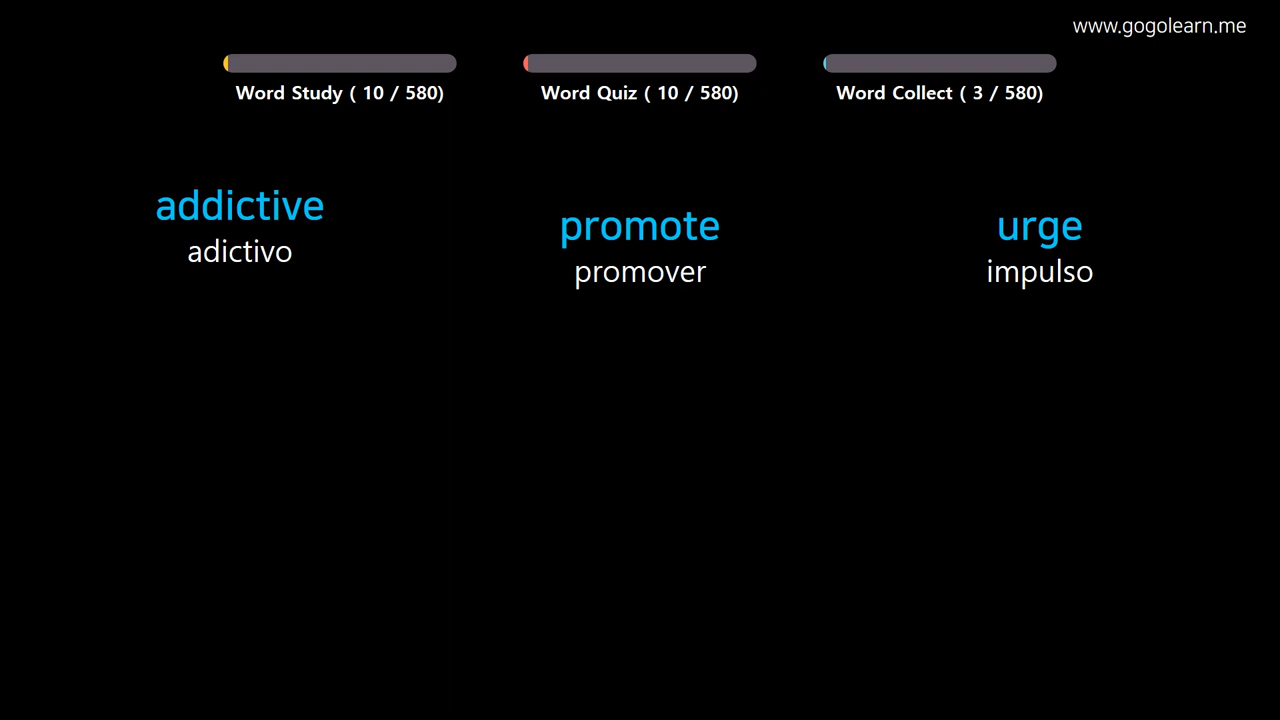 www.gogolearn.me
Word Study ( 10 / 580)
Word Quiz ( 10 / 580)
Word Collect ( 3 / 580)
addictive
adictivo
promote
promover
urge
impulso